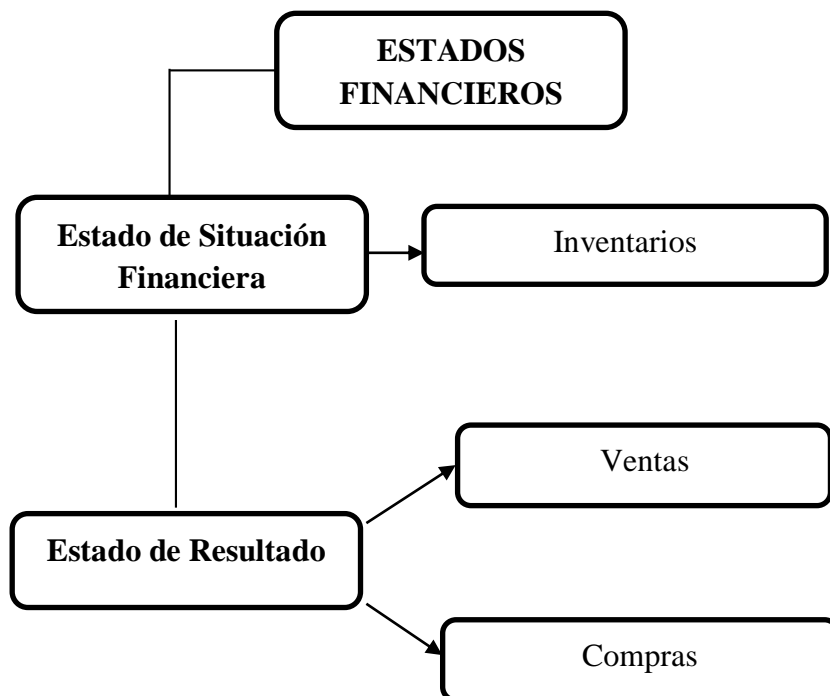 ESTADOS
FINANCIEROS
Estado de Situación
Financiera
Inventarios
Ventas
Estado de Resultado
Compras